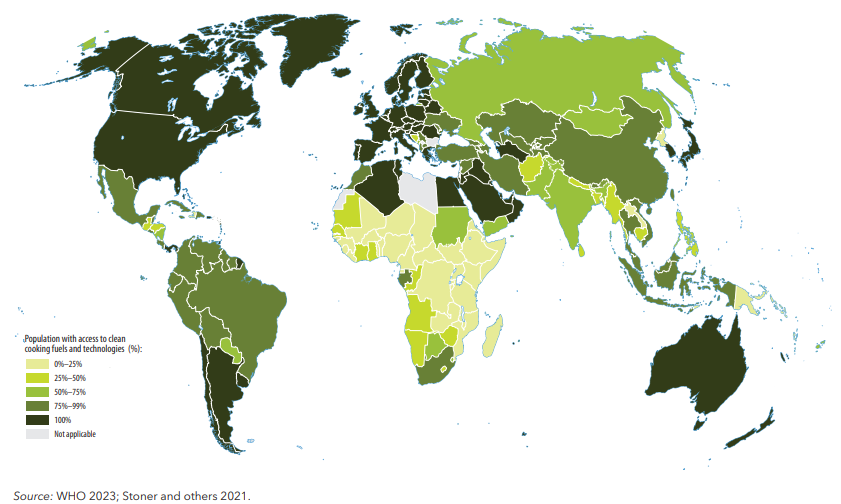 Population with access to clean
cooking fuels and technologies (%):
0%–25%
25%–50%
50%–75%
75%–99%
100%
Not applicable
Source: WHO 2023; Stoner and others 2021.